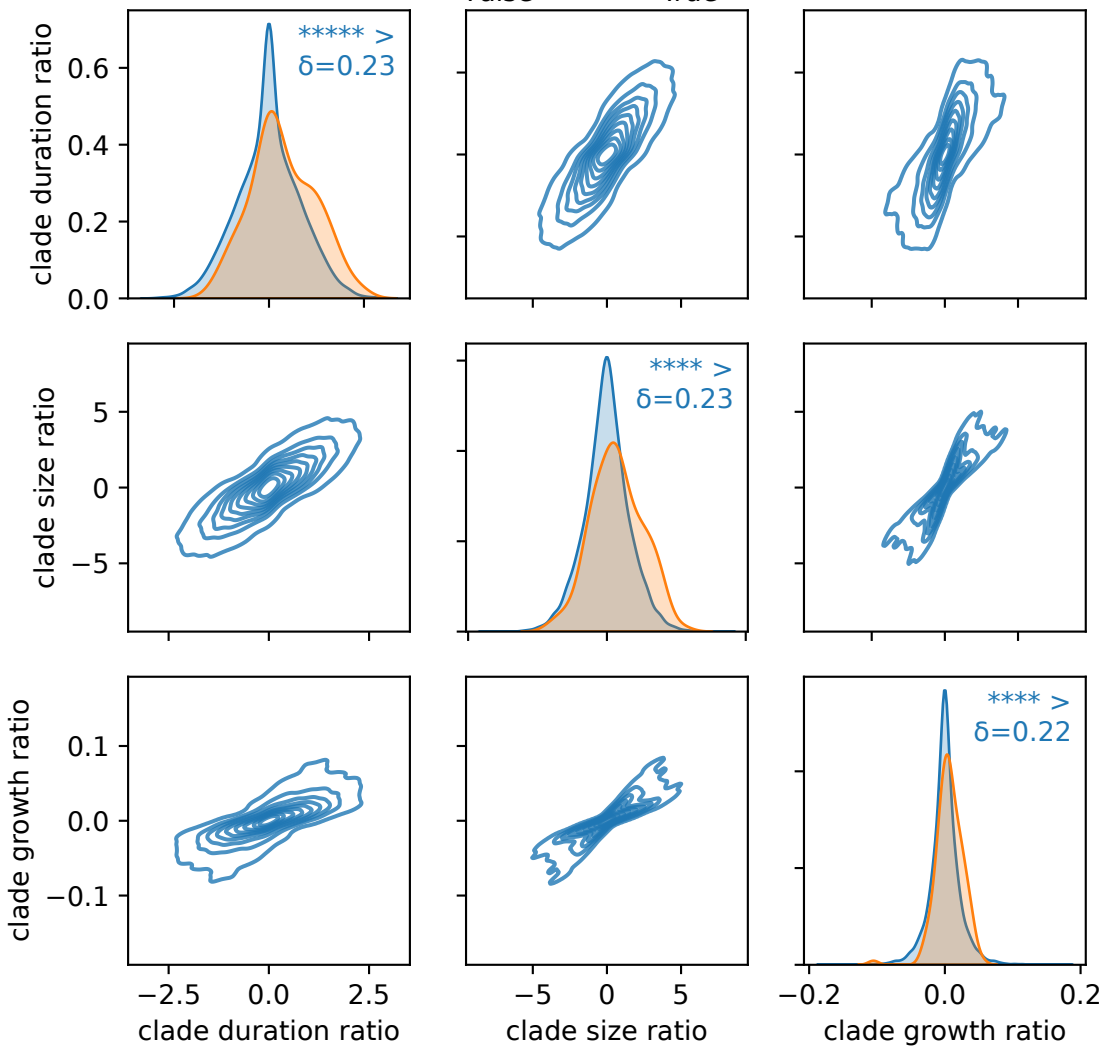 ***** >
δ=0.23
clade duration ratio
0.6
0.4
0.2
0.0
**** >
δ=0.23
clade size ratio
5
0
−5
**** >
δ=0.22
clade growth ratio
0.1
0.0
−0.1
−2.5 0.0 2.5
−5 0 5
−0.2 0.0 0.2
clade duration ratio
clade size ratio
clade growth ratio